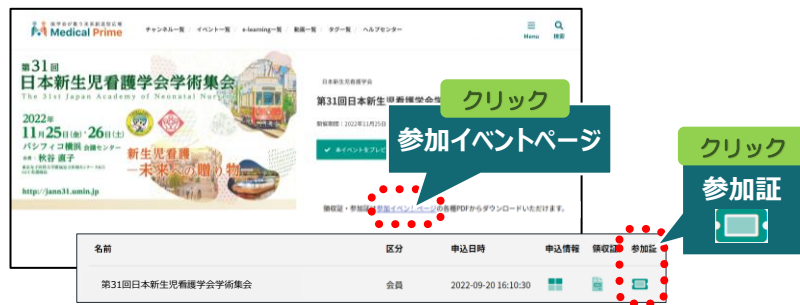 医学会が集う共創創造型広場
Medical Prime
チャンネル一覧 / イベント一覧 / e-learning一覧 / 動画一覧 / タグ一覧 / ヘルプセンター
Menu
検索
第31回
日本新生児看護学会学術集会
The 31st Japan Academy of Neonatal Nur
2022年
11月25日(金)・26日(土)
パシフィコ横浜 会議センター
会長 秋谷 直子
新生児看護
―未来への贈り物―
http://jann31.umin.jp
日本新生児看護学会
第31回日本新生児看護学会学
開催期間:2022年11月25日
本イベントをプレビ
クリック
参加イベントページ
領収証・参加証は参加イベントページの各種PDFからダウンロードいただけます。
クリック
参加証
名前 区分 申込日時 申込情報 領収証 参加証
第31回日本新生児看護学会学術集会 会員 2022-09-20 16:10:30